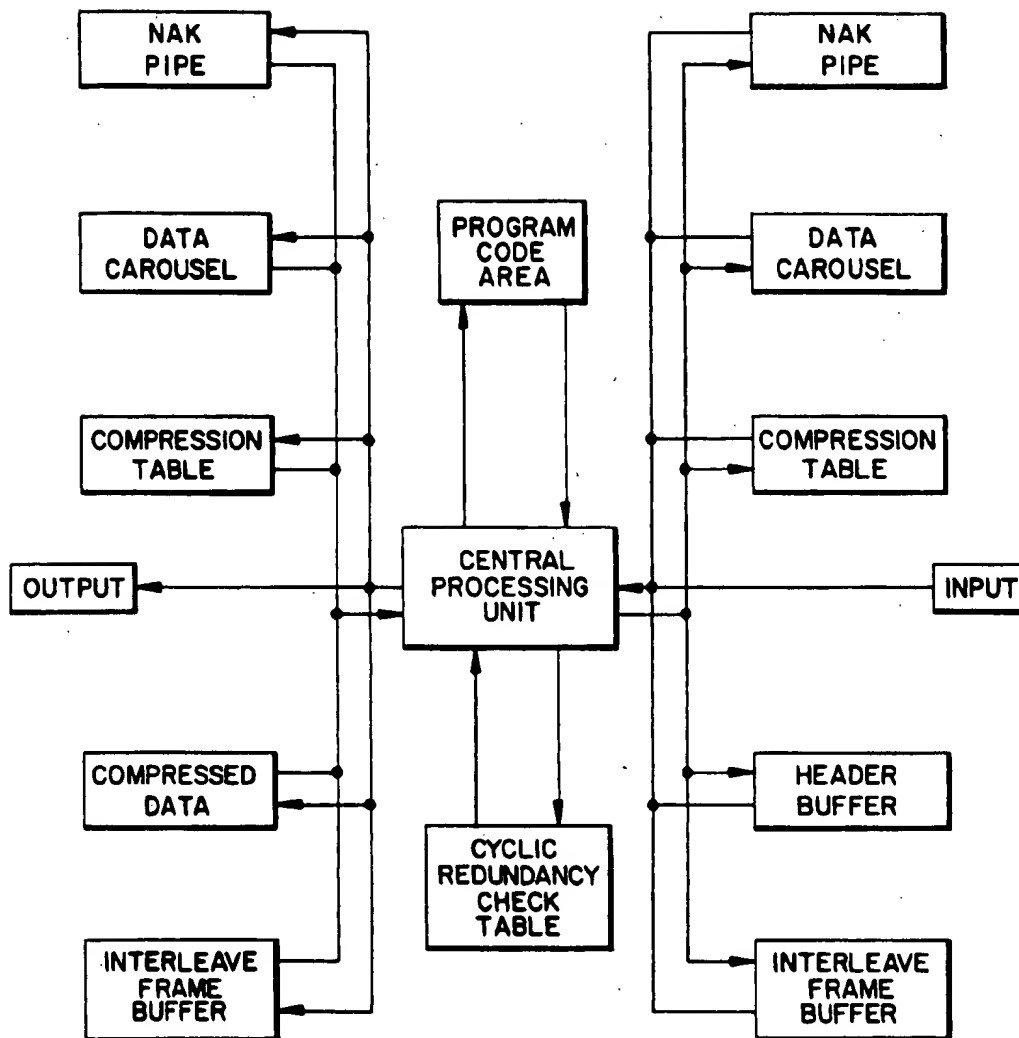 NAK
PIPE
NAK
PIPE
DATA
CAROUSEL
PROGRAM
CODE
AREA
DATA
CAROUSEL
COMPRESSION
TABLE
COMPRESSION
TABLE
OUTPUT
CENTRAL
PROCESSING
UNIT
INPUT
COMPRESSED
DATA
HEADER
BUFFER
CYCLIC
REDUNDANCY
CHECK
TABLE
INTERLEAVE
FRAME
BUFFER
INTERLEAVE
FRAME
BUFFER